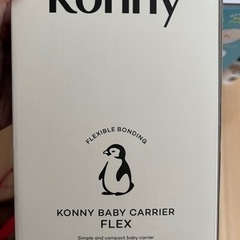 Konny
FLEXIBLE BONDING
KONNY BABY CARRIER
FLEX
Simple and compact baby carrier